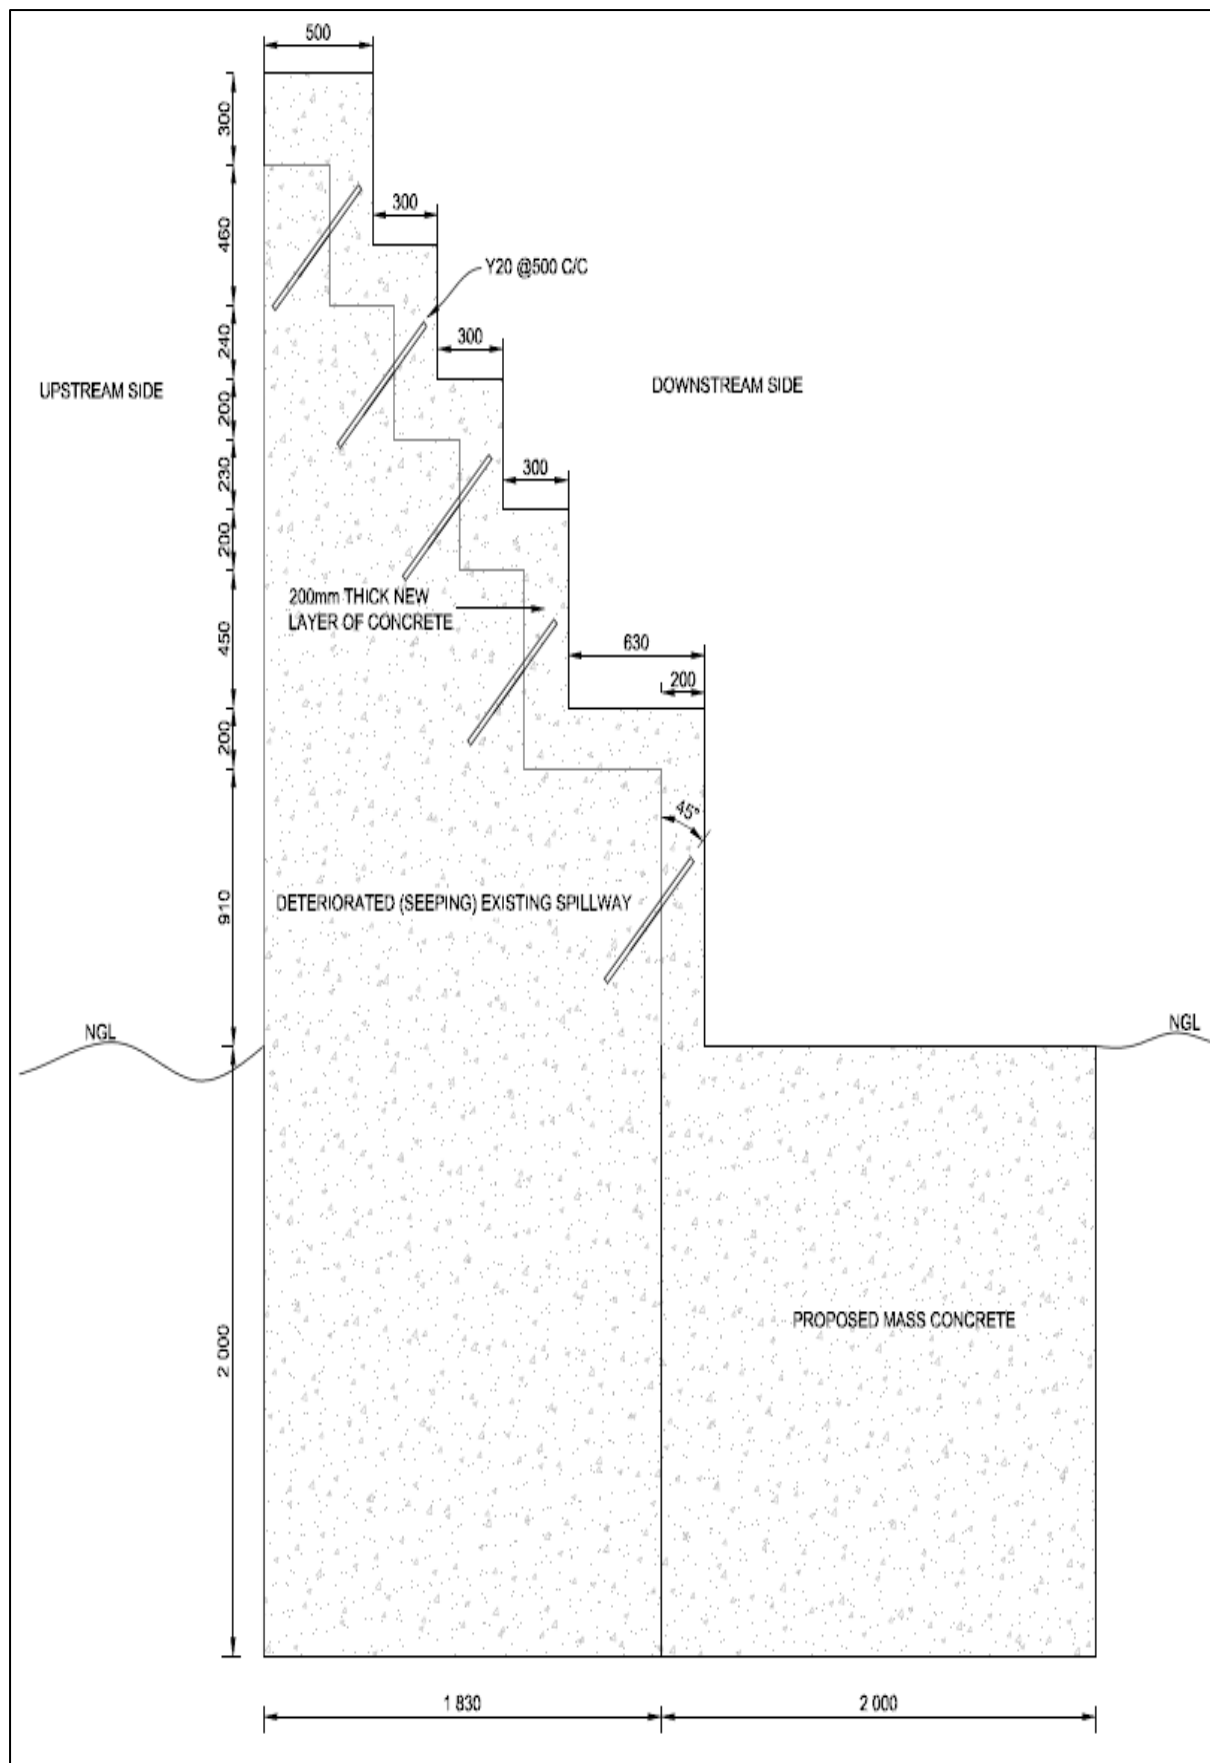 500
300
460
300
Y20 @500 C/C
240
300
UPSTREAM SIDE
DOWNSTREAM SIDE
200
230
300
200
200mm THICK NEW
LAYER OF CONCRETE
450
630
200
200
45°
910
DETERIORATED (SEEPING) EXISTING SPILLWAY
NGL
NGL
2 000
PROPOSED MASS CONCRETE
1 830
2 000